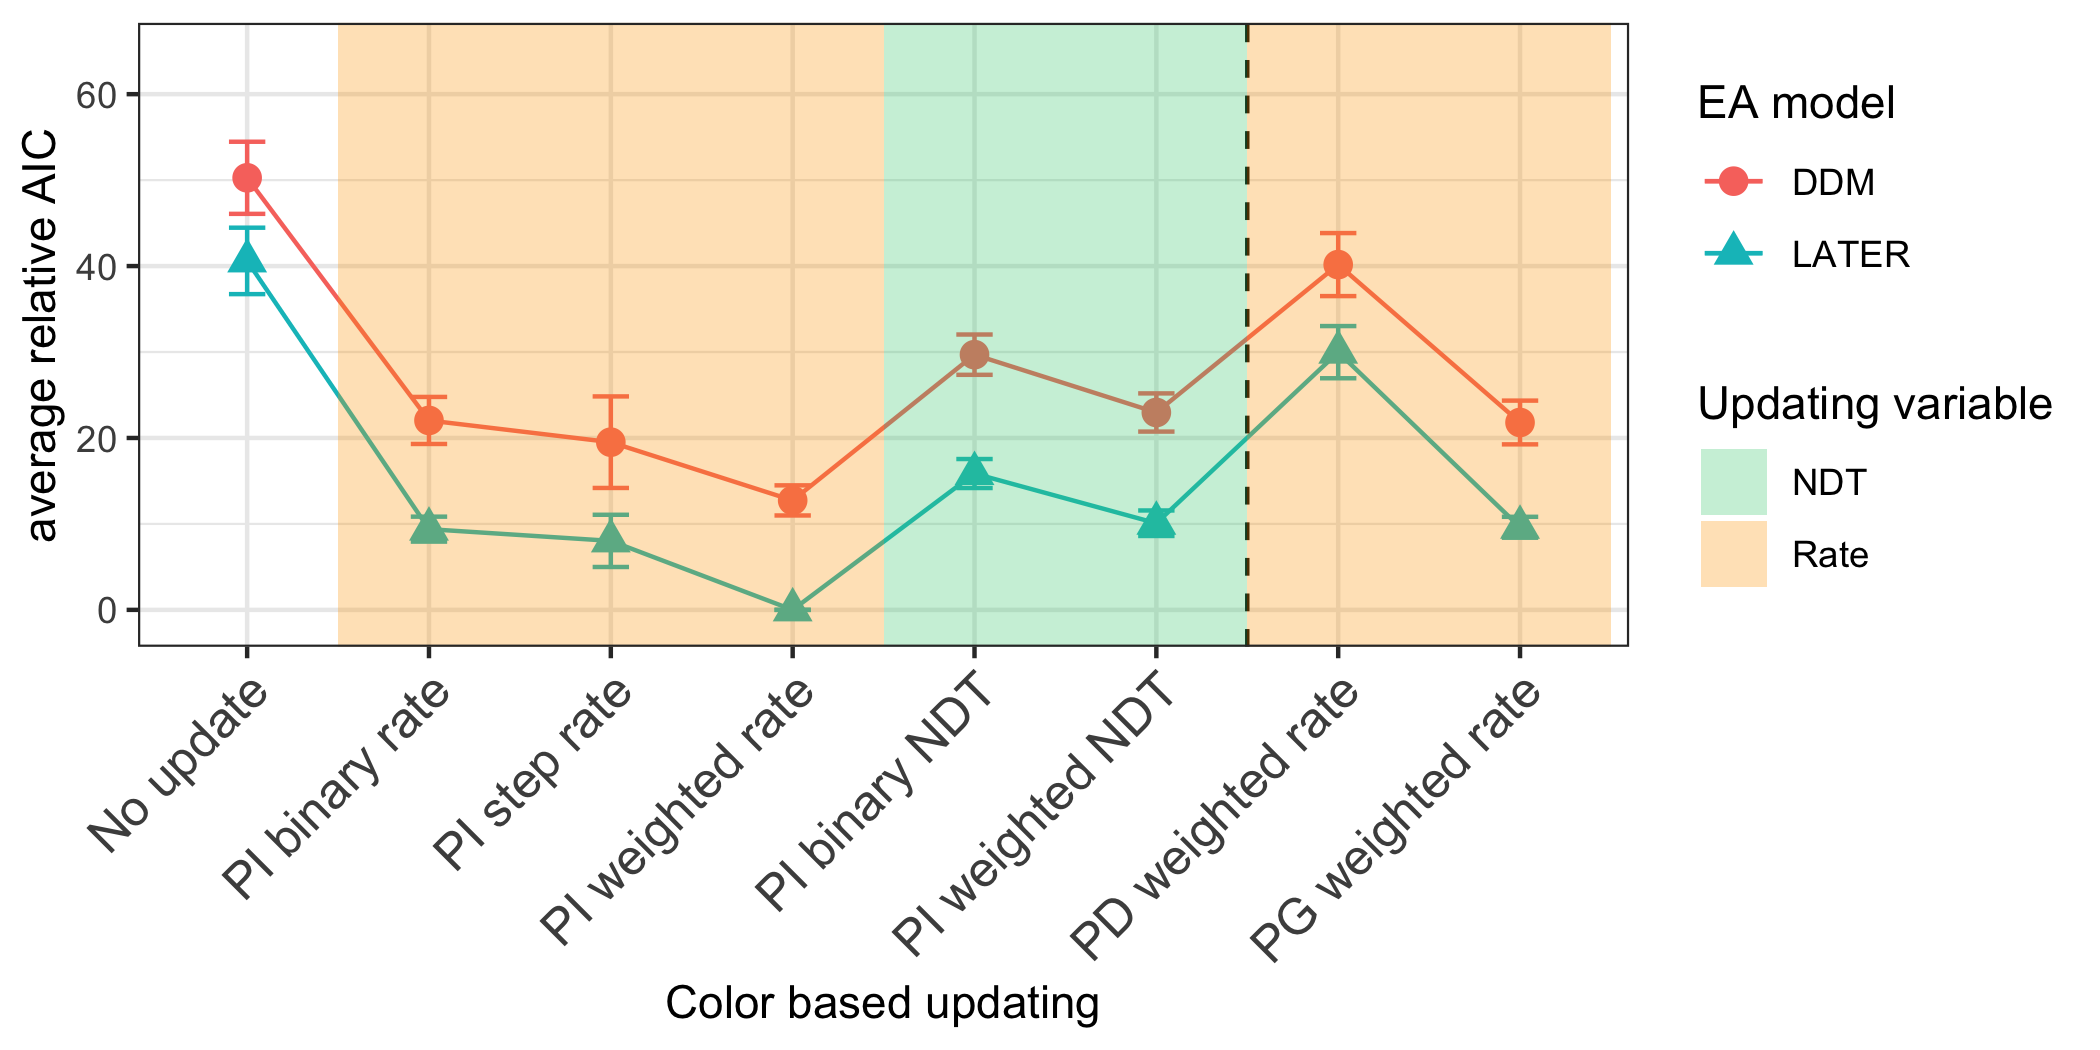 average relative AIC
60
40
20
0
No update
PI binary rate
PI step rate
PI weighted rate
PI binary NDT
PI weighted NDT
PD weighted rate
PG weighted rate
Color based updating
EA model
DDM
LATER
Updating variable
NDT
Rate